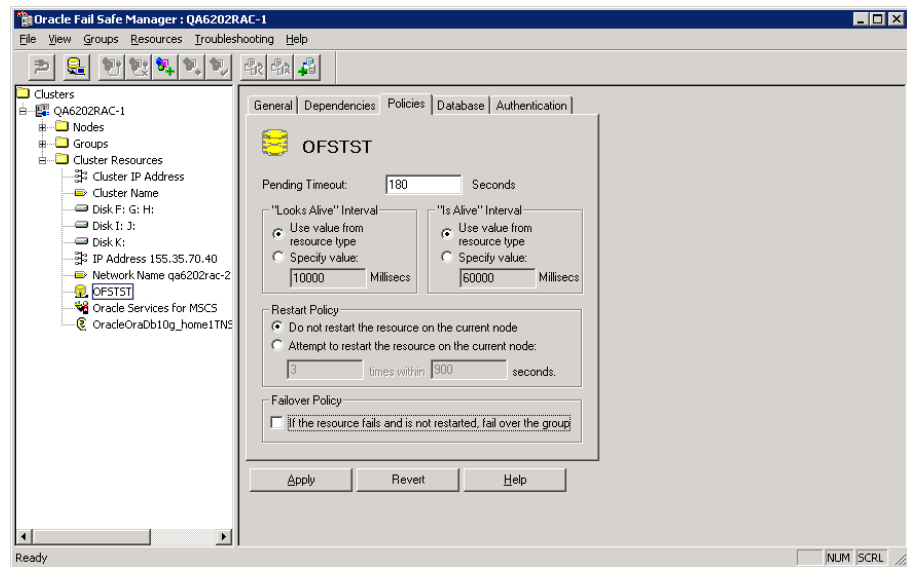 Oracle Fail Safe Manager : QA6202RAC-1
File View Groups Resources Troubleshooting Help
Clusters
QA6202RAC-1
Nodes
Groups
Cluster Resources
Cluster IP Address
Cluster Name
Disk F: G: H:
Disk I: J:
Disk K:
IP Address 155.35.70.40
Network Name qa6202rac-2
OFSTST
Oracle Services for MSCS
OracleOraDb10g_home1TNS
General Dependencies Policies Database Authentication
OFSTST
Pending Timeout: 180 Seconds
"Looks Alive" Interval
Use value from
resource type
Specify value:
10000 Millisecs
"Is Alive" Interval
Use value from
resource type
Specify value:
60000 Millisecs
Restart Policy
Do not restart the resource on the current node
Attempt to restart the resource on the current node:
3 times within 900 seconds.
Failover Policy
If the resource fails and is not restarted, fail over the group
Apply Revert Help
Ready NUM SCRL